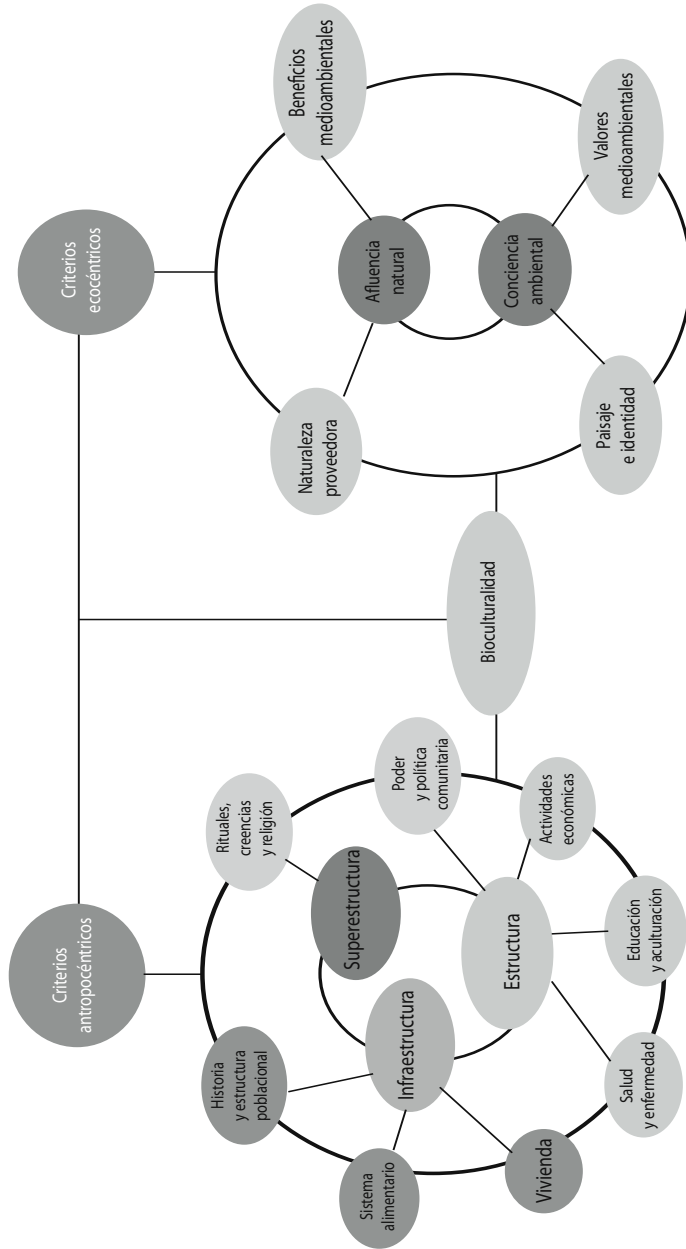 Criterios
antropocéntricos
Criterios
ecocéntricos
Historia
y estructura
poblacional
Rituales,
creencias
y religión
Sistema
alimentario
Infraestructura
Superestructura
Poder
y política
comunitaria
Vivienda
Estructura
Actividades
económicas
Salud
y enfermedad
Educación
y aculturación
Bioculturalidad
Naturaleza
proveedora
Afluencia
natural
Beneficios
medioambientales
Paisaje
e identidad
Conciencia
ambiental
Valores
medioambientales